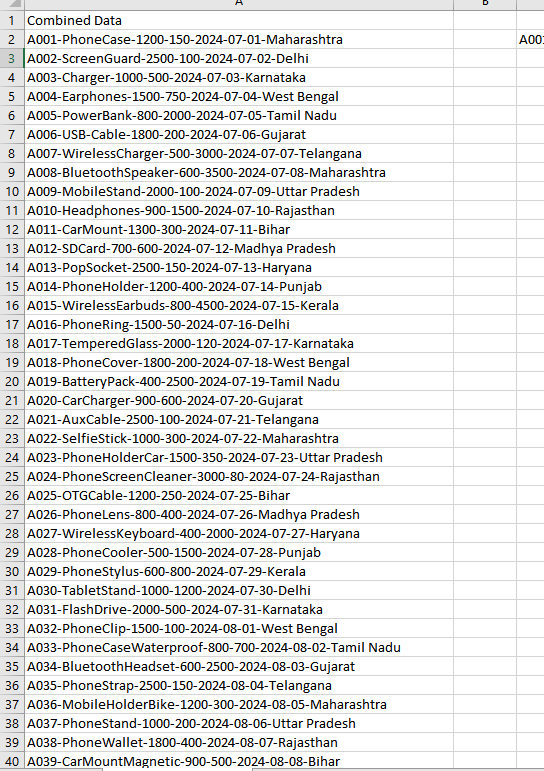 A B
1 Combined Data
2 A001-PhoneCase-1200-150-2024-07-01-Maharashtra A001
3 A002-ScreenGuard-2500-100-2024-07-02-Delhi
4 A003-Charger-1000-500-2024-07-03-Karnataka
5 A004-Earphones-1500-750-2024-07-04-West Bengal
6 A005-PowerBank-800-2000-2024-07-05-Tamil Nadu
7 A006-USB-Cable-1800-200-2024-07-06-Gujarat
8 A007-WirelessCharger-500-3000-2024-07-07-Telangana
9 A008-BluetoothSpeaker-600-3500-2024-07-08-Maharashtra
10 A009-MobileStand-2000-100-2024-07-09-Uttar Pradesh
11 A010-Headphones-900-1500-2024-07-10-Rajasthan
12 A011-CarMount-1300-300-2024-07-11-Bihar
13 A012-SDCard-700-600-2024-07-12-Madhya Pradesh
14 A013-PopSocket-2500-150-2024-07-13-Haryana
15 A014-PhoneHolder-1200-400-2024-07-14-Punjab
16 A015-WirelessEarbuds-800-4500-2024-07-15-Kerala
17 A016-PhoneRing-1500-50-2024-07-16-Delhi
18 A017-TemperedGlass-2000-120-2024-07-17-Karnataka
19 A018-PhoneCover-1800-200-2024-07-18-West Bengal
20 A019-BatteryPack-400-2500-2024-07-19-Tamil Nadu
21 A020-CarCharger-900-600-2024-07-20-Gujarat
22 A021-AuxCable-2500-100-2024-07-21-Telangana
23 A022-SelfieStick-1000-300-2024-07-22-Maharashtra
24 A023-PhoneHolderCar-1500-350-2024-07-23-Uttar Pradesh
25 A024-PhoneScreenCleaner-3000-80-2024-07-24-Rajasthan
26 A025-OTGCable-1200-250-2024-07-25-Bihar
27 A026-PhoneLens-800-400-2024-07-26-Madhya Pradesh
28 A027-WirelessKeyboard-400-2000-2024-07-27-Haryana
29 A028-PhoneCooler-500-1500-2024-07-28-Punjab
30 A029-PhoneStylus-600-800-2024-07-29-Kerala
31 A030-TabletStand-1000-1200-2024-07-30-Delhi
32 A031-FlashDrive-2000-500-2024-07-31-Karnataka
33 A032-PhoneClip-1500-100-2024-08-01-West Bengal
34 A033-PhoneCaseWaterproof-800-700-2024-08-02-Tamil Nadu
35 A034-BluetoothHeadset-600-2500-2024-08-03-Gujarat
36 A035-PhoneStrap-2500-150-2024-08-04-Telangana
37 A036-MobileHolderBike-1200-300-2024-08-05-Maharashtra
38 A037-PhoneStand-1000-200-2024-08-06-Uttar Pradesh
39 A038-PhoneWallet-1800-400-2024-08-07-Rajasthan
40 A039-CarMountMagnetic-900-500-2024-08-08-Bihar